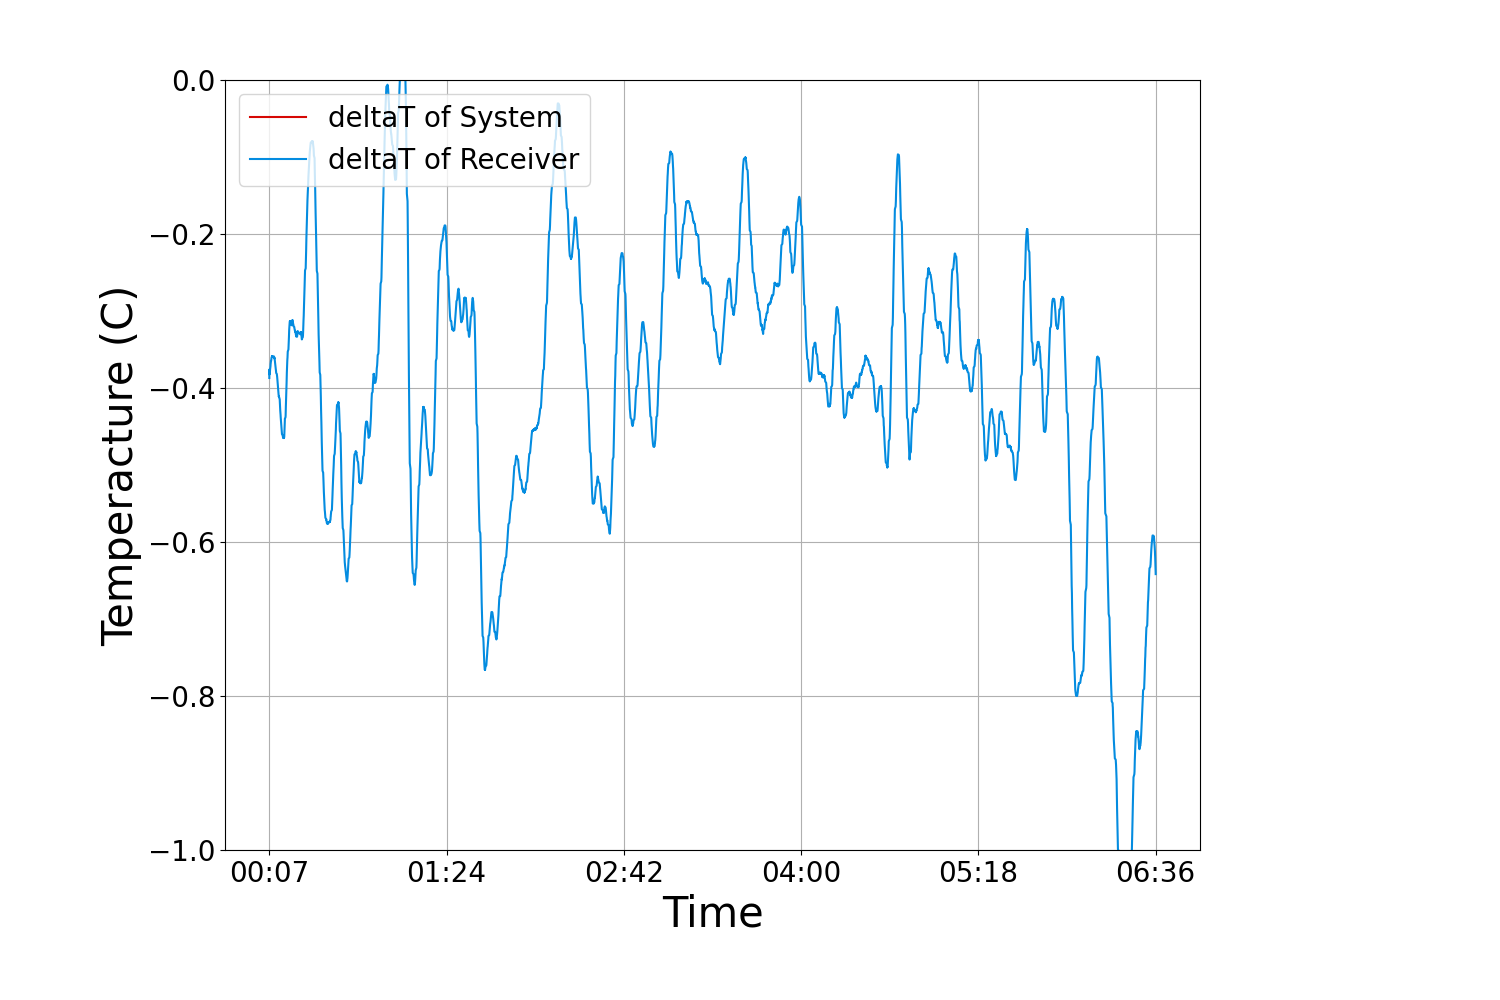 deltaT of System
deltaT of Receiver
Temperacture (C)
0.0
−0.2
−0.4
−0.6
−0.8
−1.0
00:07 01:24 02:42 04:00 05:18 06:36
Time